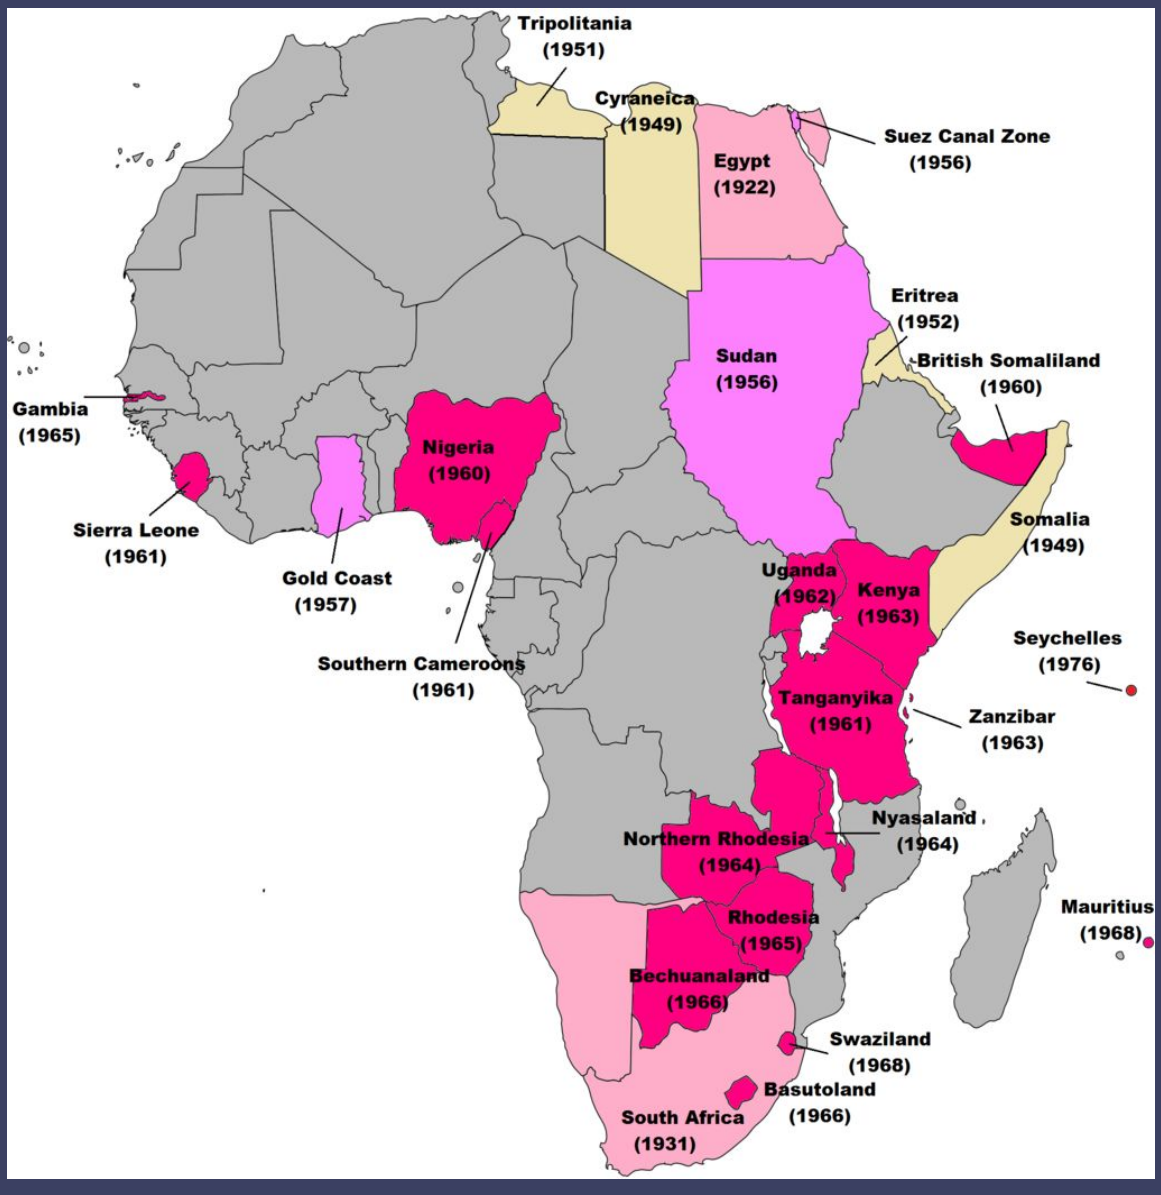 Tripolitania
(1951)
Cyraneica
(1949)
Suez Canal Zone
(1956)
Egypt
(1922)
Eritrea
(1952)
British Somaliland
(1960)
Sudan
(1956)
Gambia
(1965)
Nigeria
(1960)
Sierra Leone
(1961)
Somalia
(1949)
Gold Coast
(1957)
Uganda
(1962)
Kenya
(1963)
Southern Cameroons
(1961)
Seychelles
(1976)
Tanganyika
(1961)
Zanzibar
(1963)
Nyasaland
(1964)
Northern Rhodesia
(1964)
Mauritius
(1968)
Rhodesia
(1965)
Bechuanaland
(1966)
Swaziland
(1968)
Basutoland
(1966)
South Africa
(1931)